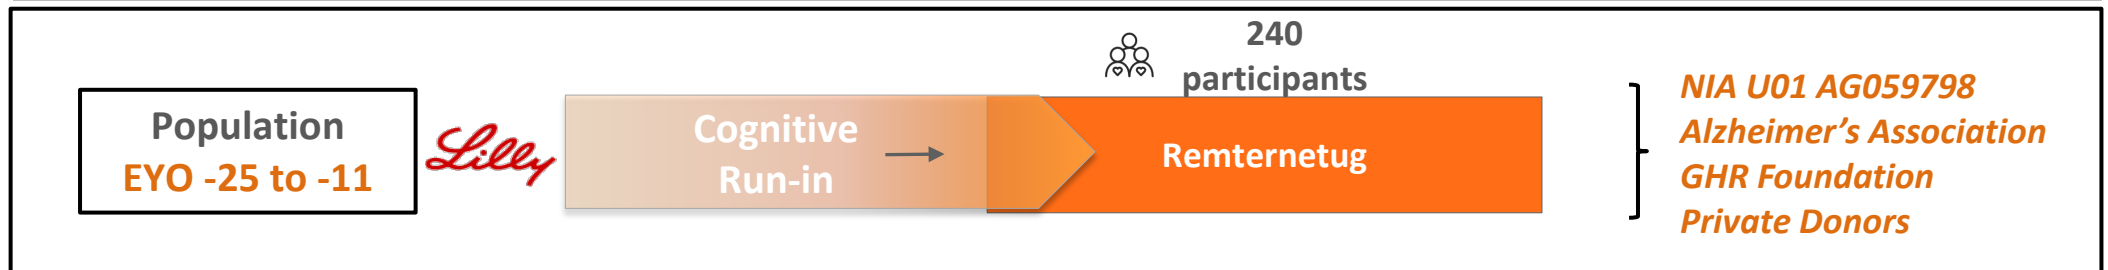 240
participants
Population
EYO -25 to -11
Lilly
Cognitive
Run-in
Remternetug
NIA U01 AG059798
Alzheimer’s Association
GHR Foundation
Private Donors